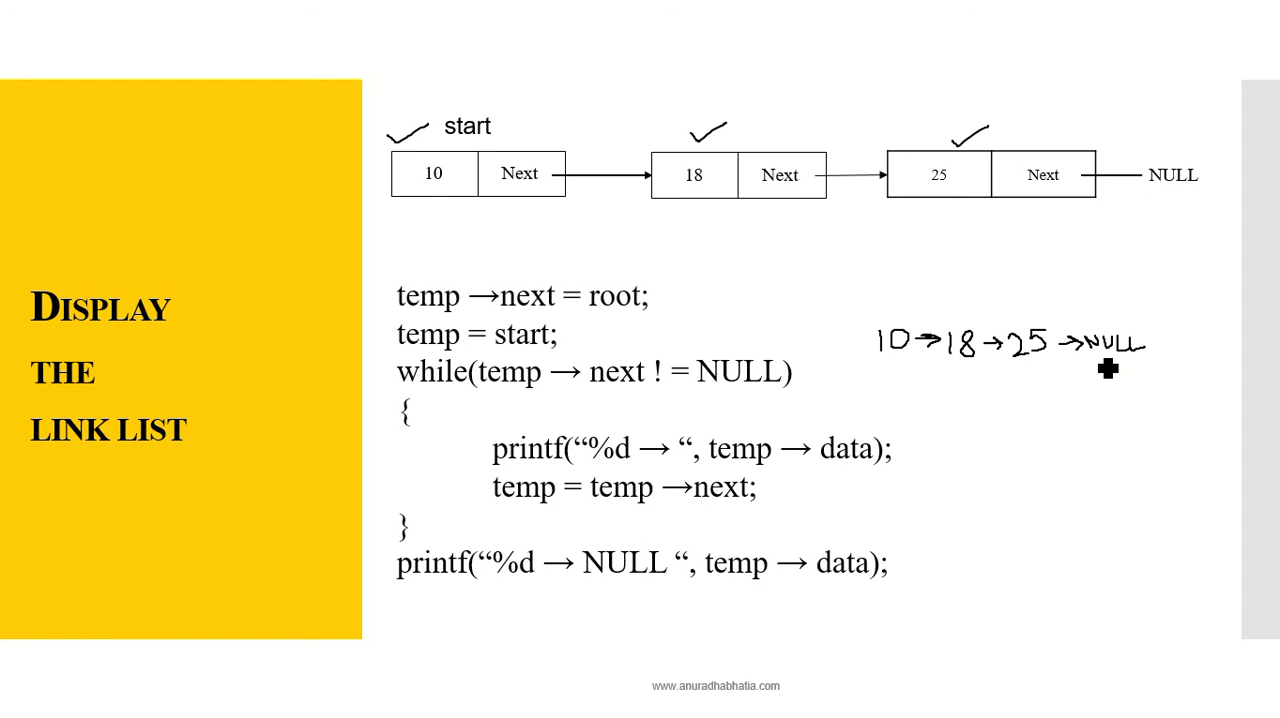 start
10 Next 18 Next 25 Next NULL
DISPLAY
THE
LINK LIST
temp →next = root;
temp = start;
while(temp → next ! = NULL)
{
printf(“%d → “, temp → data);
temp = temp →next;
}
printf(“%d → NULL “, temp → data);
10→18→25→NULL
www.anuradhabhatia.com